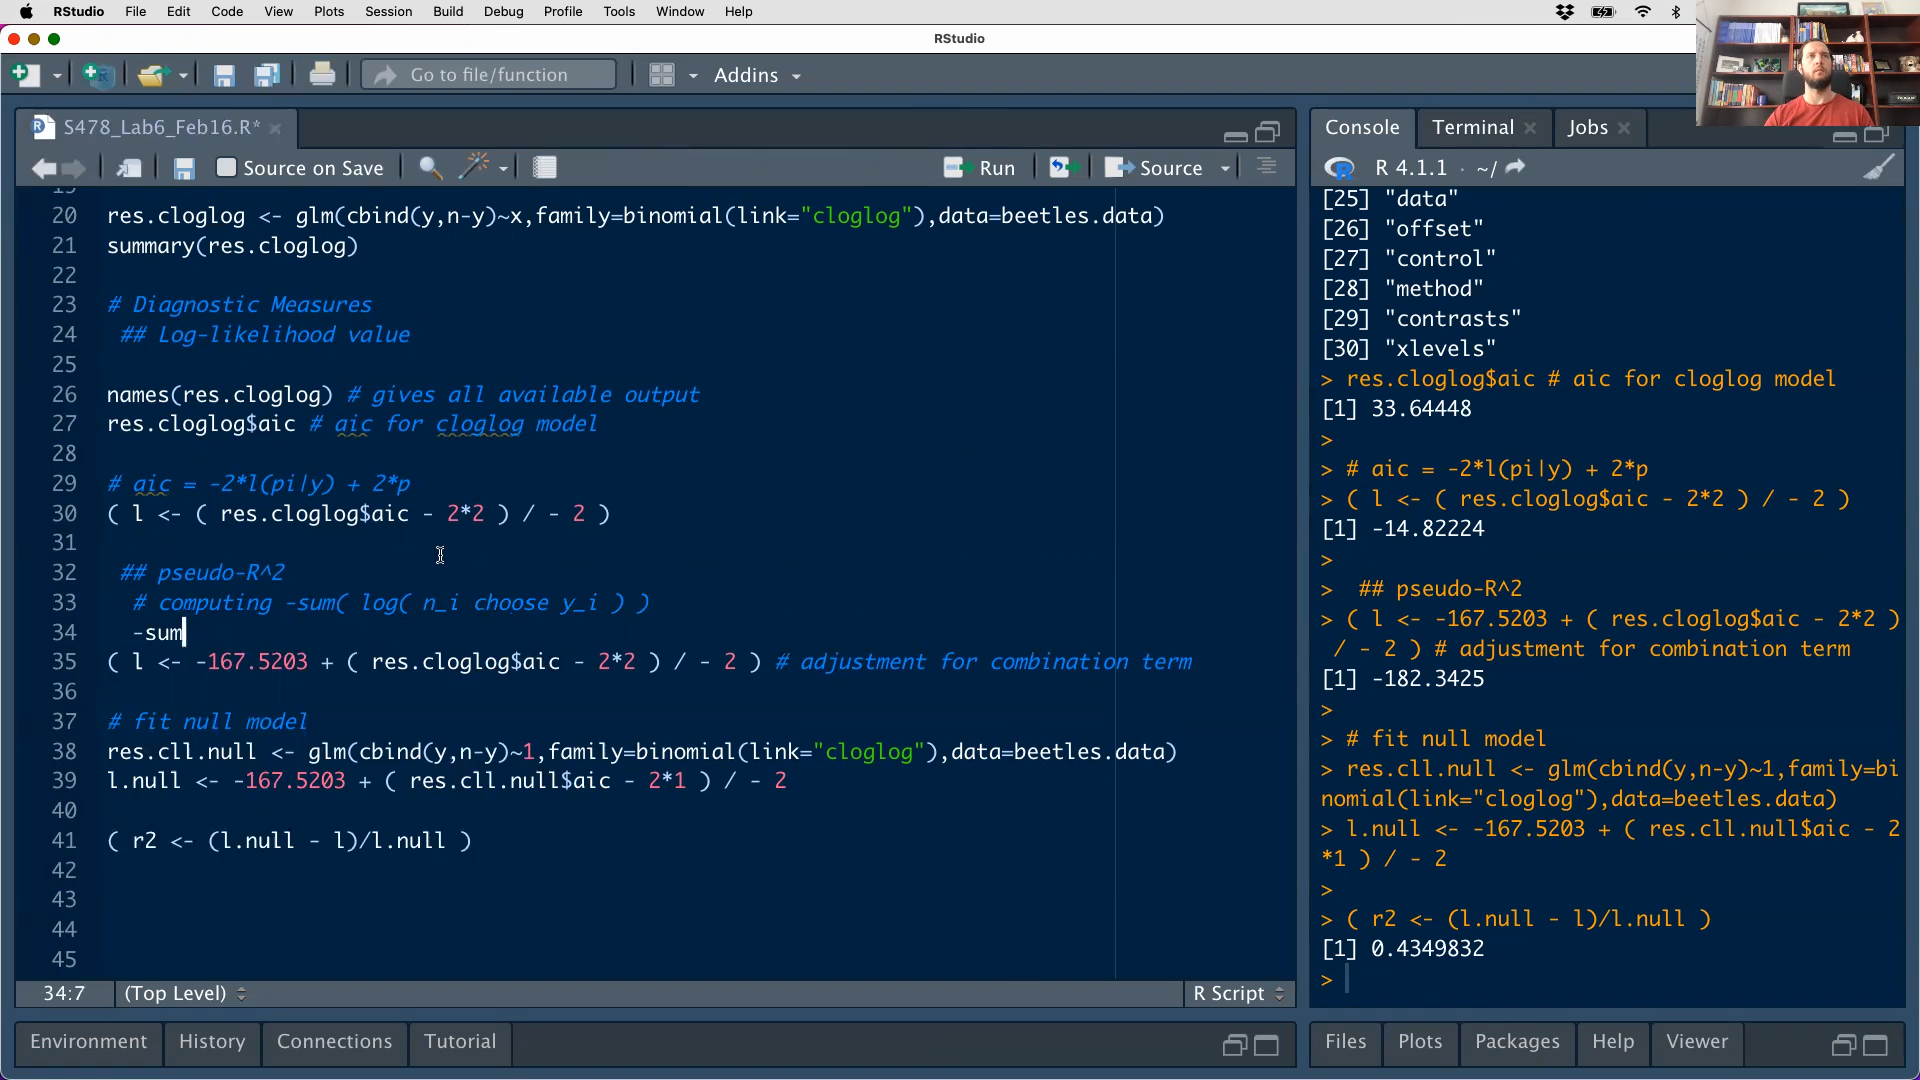 RStudio File Edit Code View Plots Session Build Debug Profile Tools Window Help
RStudio
Go to file/function
Addins
S478_Lab6_Feb16.R*
Source on Save
Run
Source
20 res.cloglog <- glm(cbind(y,n-y)~x,family=binomial(link="cloglog"),data=beetles.data)
21 summary(res.cloglog)
22
23 # Diagnostic Measures
24 ## Log-likelihood value
25
26 names(res.cloglog) # gives all available output
27 res.cloglog$aic # aic for cloglog model
28
29 # aic = -2*l(pi|y) + 2*p
30 ( l <- ( res.cloglog$aic - 2*2 ) / - 2 )
31
32 ## pseudo-R^2
33 # computing -sum( log( n_i choose y_i ) )
34 -sum
35 ( l <- -167.5203 + ( res.cloglog$aic - 2*2 ) / - 2 ) # adjustment for combination term
36
37 # fit null model
38 res.cll.null <- glm(cbind(y,n-y)~1,family=binomial(link="cloglog"),data=beetles.data)
39 l.null <- -167.5203 + ( res.cll.null$aic - 2*1 ) / - 2
40
41 ( r2 <- (l.null - l)/l.null )
42
43
44
45
34:7 (Top Level) R Script
Environment History Connections Tutorial
Console Terminal Jobs
R 4.1.1 · ~/
[25] "data"
[26] "offset"
[27] "control"
[28] "method"
[29] "contrasts"
[30] "xlevels"
> res.cloglog$aic # aic for cloglog model
[1] 33.64448
>
> # aic = -2*l(pi|y) + 2*p
> ( l <- ( res.cloglog$aic - 2*2 ) / - 2 )
[1] -14.82224
>
> ## pseudo-R^2
> ( l <- -167.5203 + ( res.cloglog$aic - 2*2 )
/ - 2 ) # adjustment for combination term
[1] -182.3425
>
> # fit null model
> res.cll.null <- glm(cbind(y,n-y)~1,family=bi
nomial(link="cloglog"),data=beetles.data)
> l.null <- -167.5203 + ( res.cll.null$aic - 2
*1 ) / - 2
>
> ( r2 <- (l.null - l)/l.null )
[1] 0.4349832
>
Files Plots Packages Help Viewer